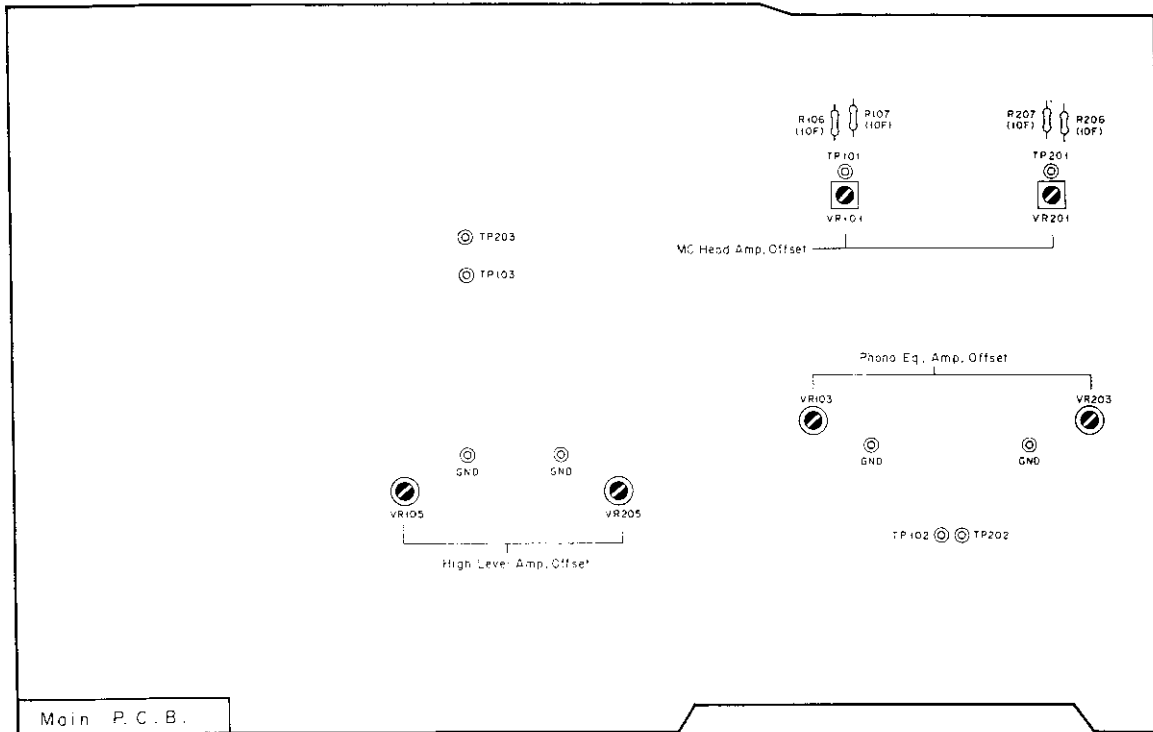 R106
(10F)
R107
(10F)
R207
(10F)
R206
(10F)
TP101
TP201
VR101
VR201
MC Head Amp, Offset
TP203
TP103
Phono Eq, Amp, Offset
VR103
VR203
GND
GND
GND
GND
VR105
VR205
TP102
TP202
High Level Amp, Offset
Main P.C.B.